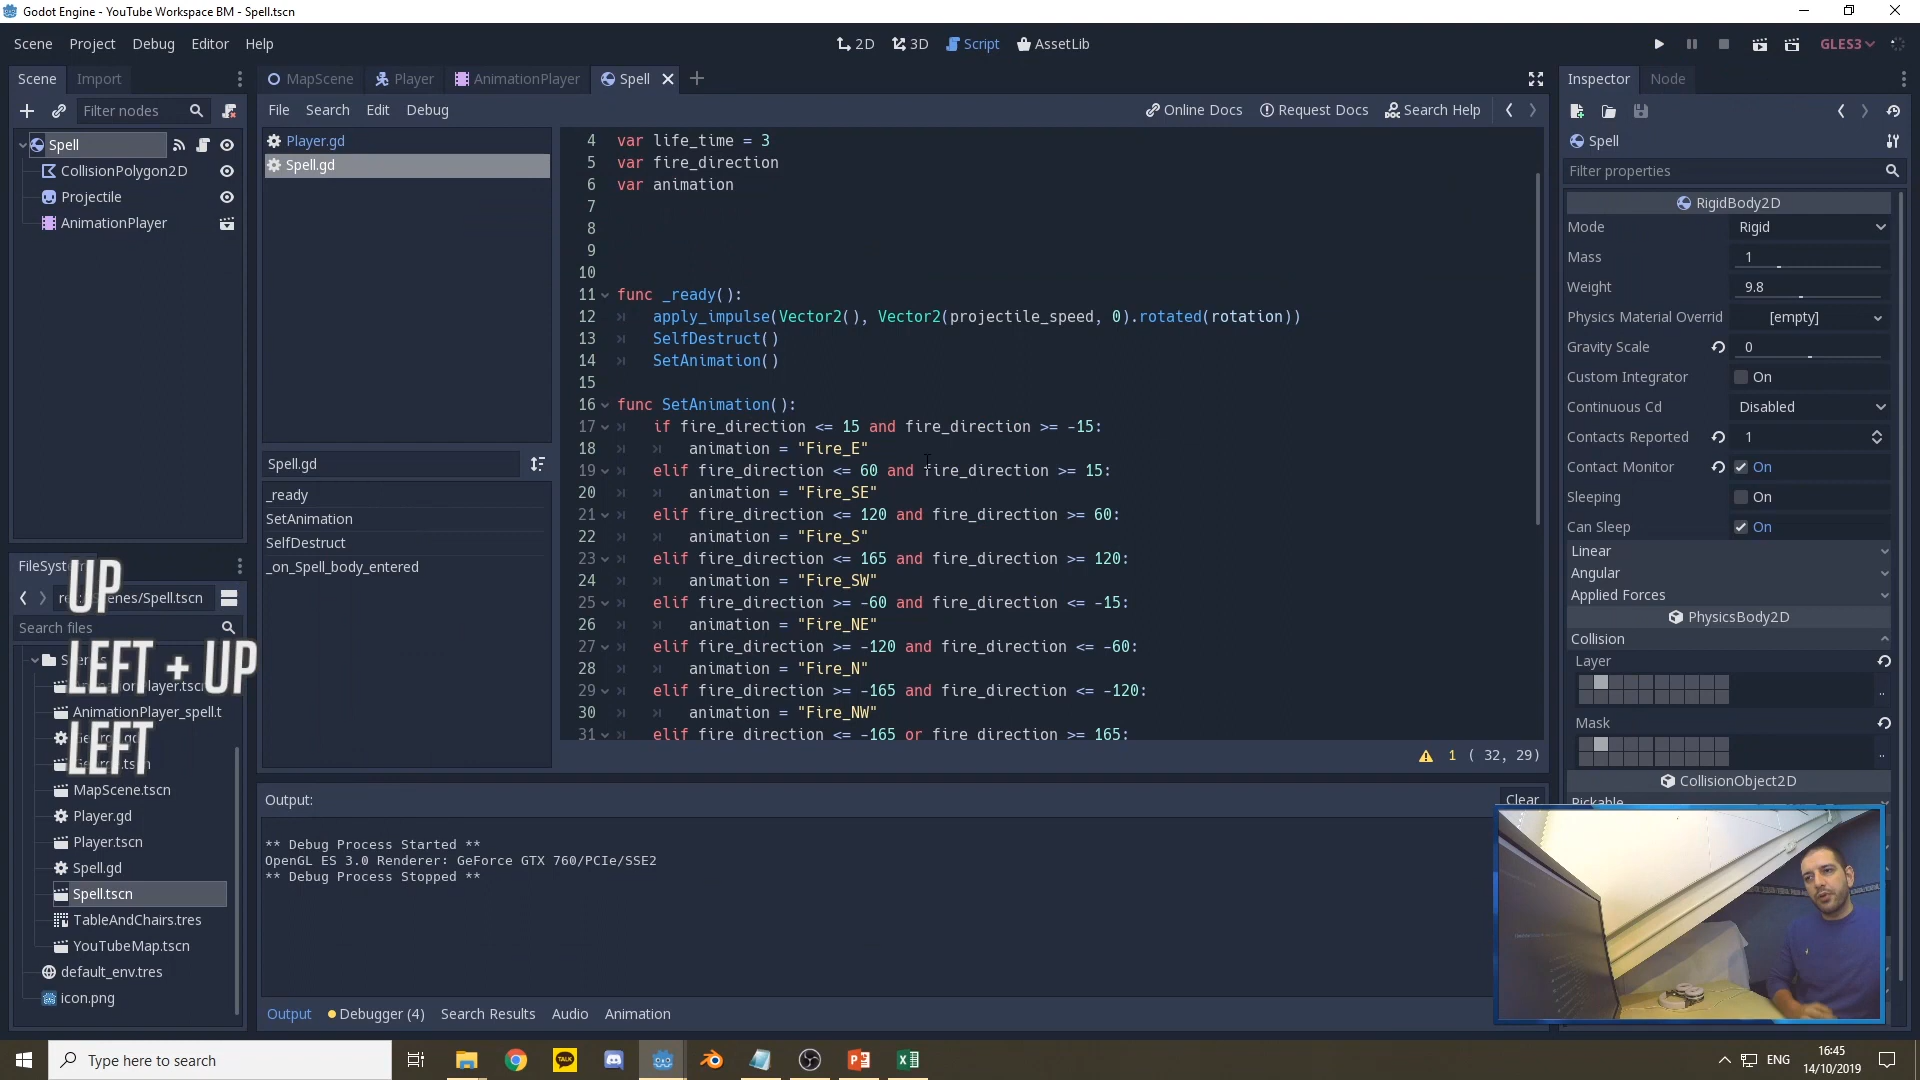 Godot Engine - YouTube Workspace BM - Spell.tscn
Scene Project Debug Editor Help
2D 3D Script AssetLib
GLES3
Scene Import
MapScene Player AnimationPlayer Spell
Inspector Node
Filter nodes
File Search Edit Debug
Online Docs Request Docs Search Help
Spell
CollisionPolygon2D
Projectile
AnimationPlayer
Player.gd
Spell.gd
Spell.gd
_ready
SetAnimation
SelfDestruct
_on_Spell_body_entered
4 var life_time = 3
5 var fire_direction
6 var animation
7
8
9
10
11 func _ready():
12 apply_impulse(Vector2(), Vector2(projectile_speed, 0).rotated(rotation))
13 SelfDestruct()
14 SetAnimation()
15
16 func SetAnimation():
17 if fire_direction <= 15 and fire_direction >= -15:
18 animation = "Fire_E"
19 elif fire_direction <= 60 and fire_direction >= 15:
20 animation = "Fire_SE"
21 elif fire_direction <= 120 and fire_direction >= 60:
22 animation = "Fire_S"
23 elif fire_direction <= 165 and fire_direction >= 120:
24 animation = "Fire_SW"
25 elif fire_direction >= -60 and fire_direction <= -15:
26 animation = "Fire_NE"
27 elif fire_direction >= -120 and fire_direction <= -60:
28 animation = "Fire_N"
29 elif fire_direction >= -165 and fire_direction <= -120:
30 animation = "Fire_NW"
31 elif fire_direction <= -165 or fire_direction >= 165:
1 ( 32, 29)
Spell
Filter properties
RigidBody2D
Mode Rigid
Mass 1
Weight 9.8
Physics Material Overrid [empty]
Gravity Scale 0
Custom Integrator On
Continuous Cd Disabled
Contacts Reported 1
Contact Monitor On
Sleeping On
Can Sleep On
Linear
Angular
Applied Forces
PhysicsBody2D
Collision
Layer
..
Mask
..
CollisionObject2D
Pickable
UP
LEFT + UP
LEFT
enes/Spell.tscn
Search files
AnimationPlayer_spell.t
MapScene.tscn
Player.gd
Player.tscn
Spell.gd
Spell.tscn
TableAndChairs.tres
YouTubeMap.tscn
default_env.tres
icon.png
Output:
Clear
** Debug Process Started **
OpenGL ES 3.0 Renderer: GeForce GTX 760/PCIe/SSE2
** Debug Process Stopped **
Output Debugger (4) Search Results Audio Animation
Type here to search
TALK
ENG
16:45
14/10/2019